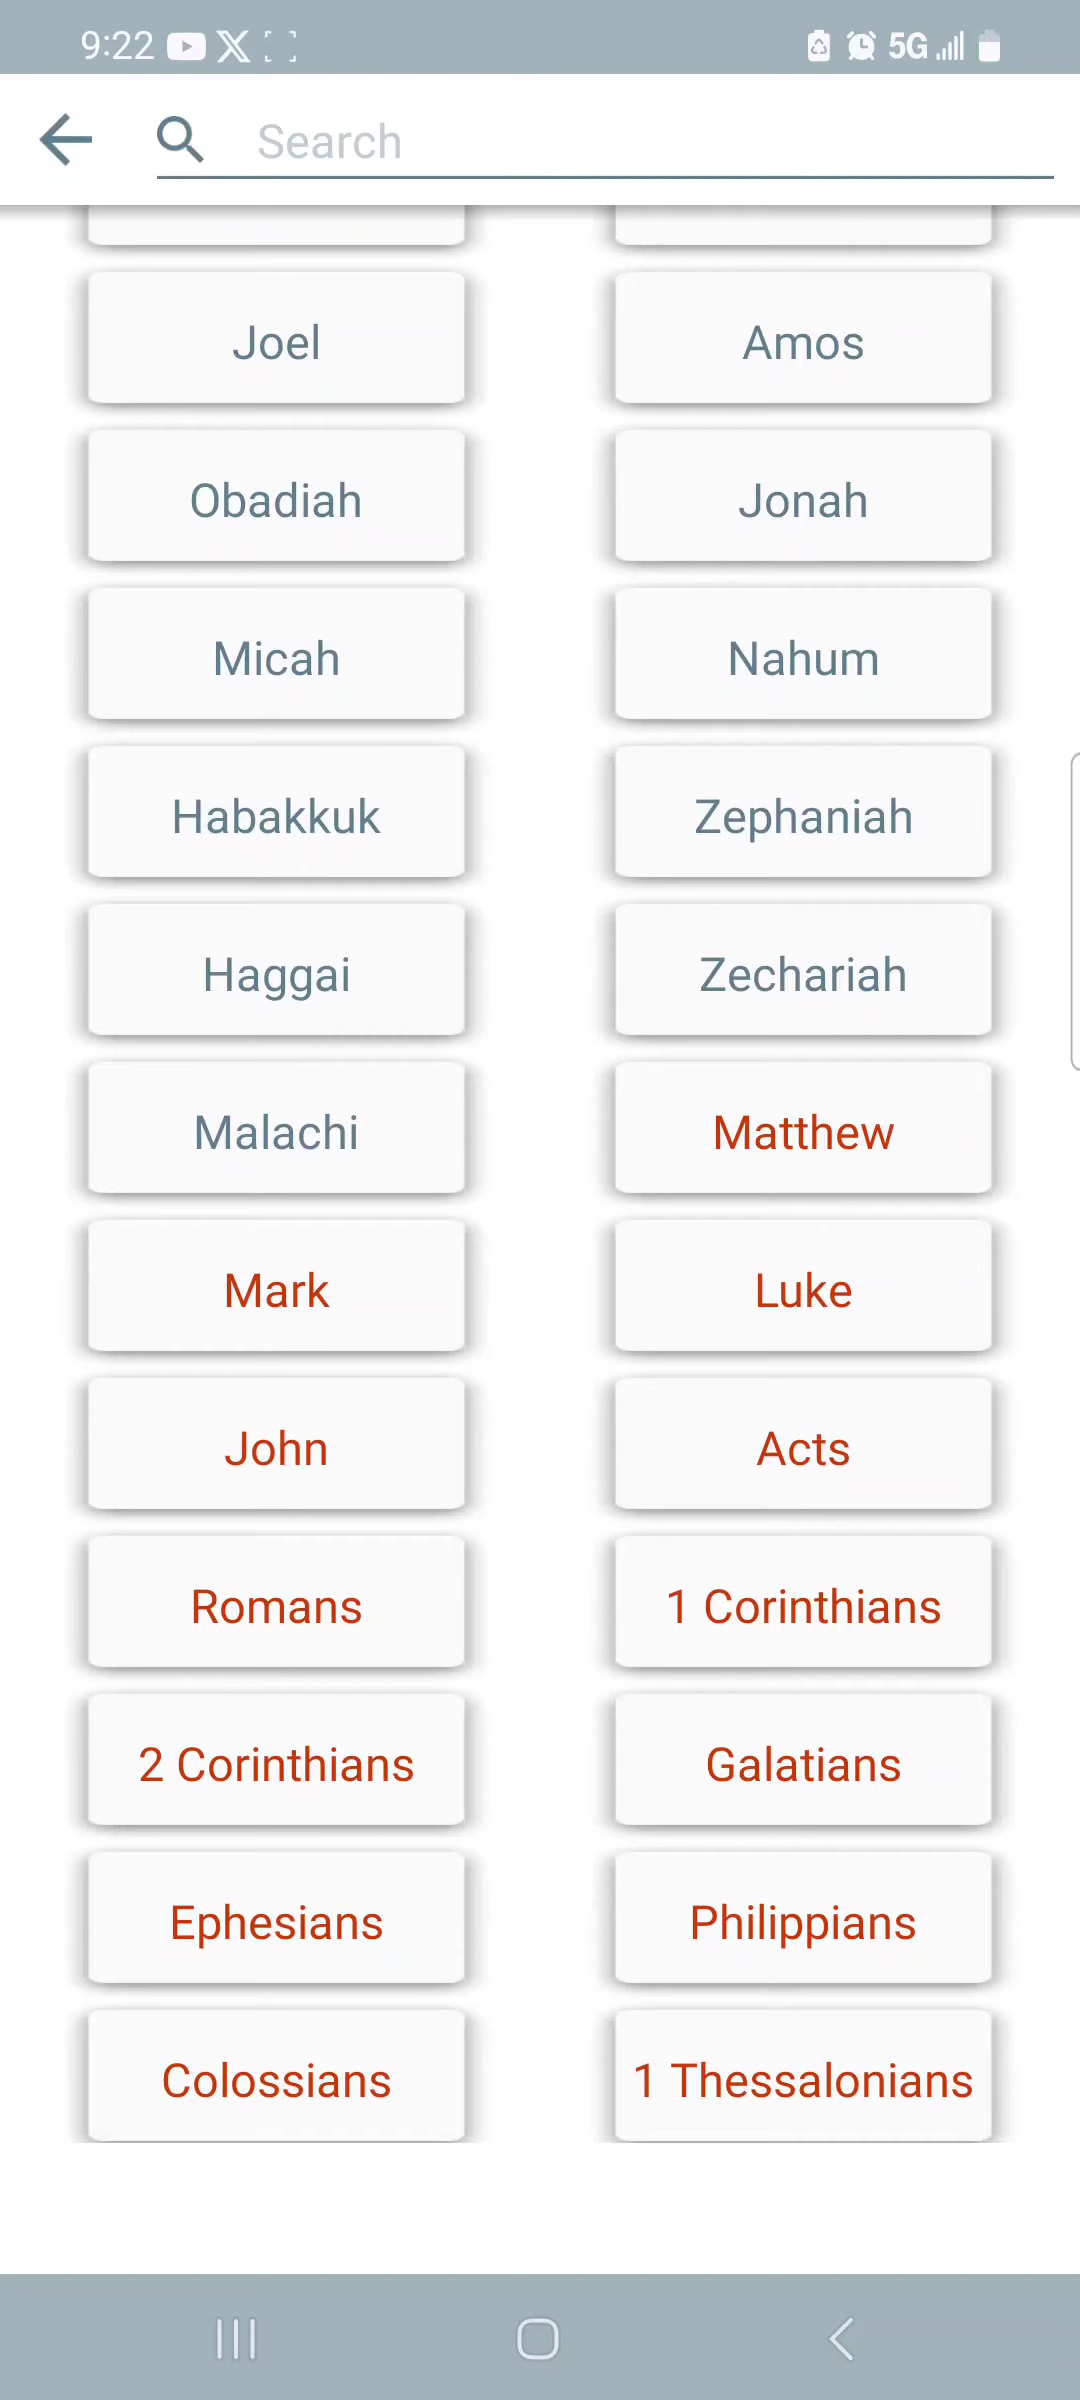 9:22 5G
Search
Joel Amos
Obadiah Jonah
Micah Nahum
Habakkuk Zephaniah
Haggai Zechariah
Malachi Matthew
Mark Luke
John Acts
Romans 1 Corinthians
2 Corinthians Galatians
Ephesians Philippians
Colossians 1 Thessalonians